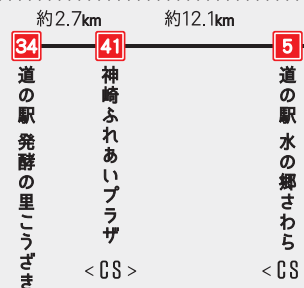 約2.7km
約12.1km
34
41
5
道の駅 発酵の里こうざき
神崎ふれあいプラザ
道の駅 水の郷さわら
<CS>
<CS